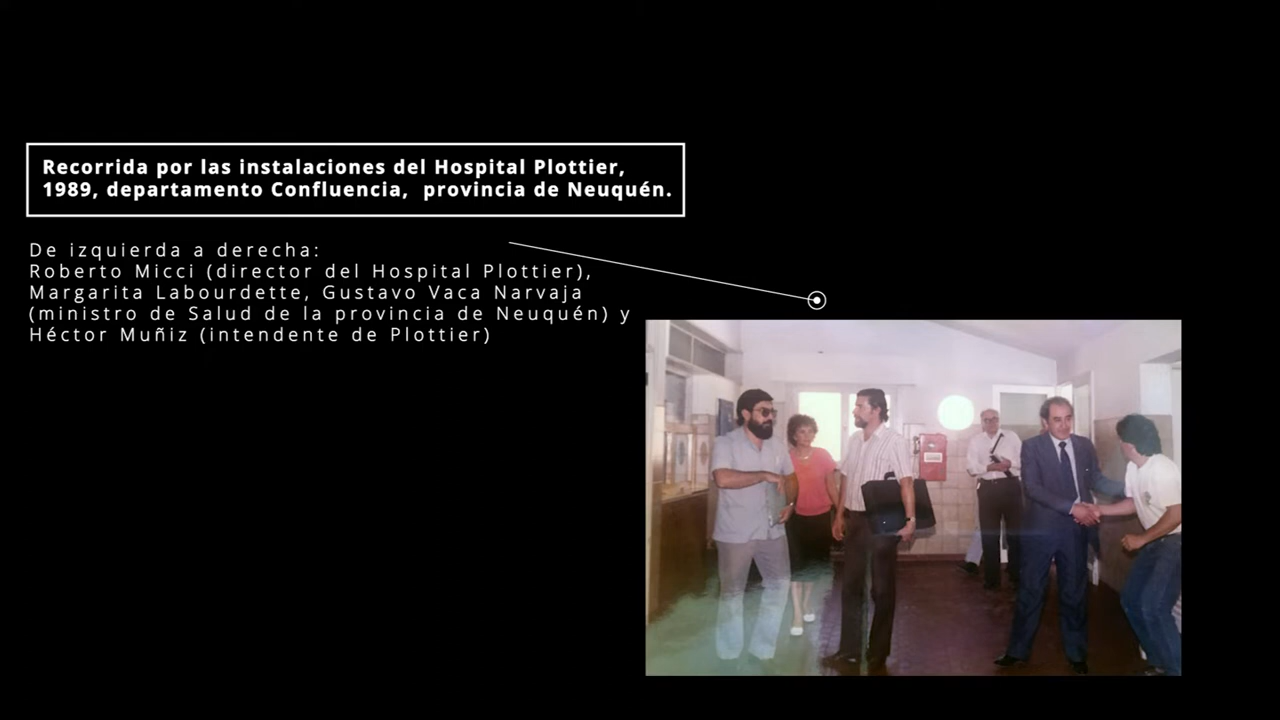 Recorrida por las instalaciones del Hospital Plottier,
1989, departamento Confluencia,  provincia de Neuquén.
De izquierda a derecha:
Roberto Micci (director del Hospital Plottier),
Margarita Labourdette, Gustavo Vaca Narvaja
(ministro de Salud de la provincia de Neuquén) y
Héctor Muñiz (intendente de Plottier)